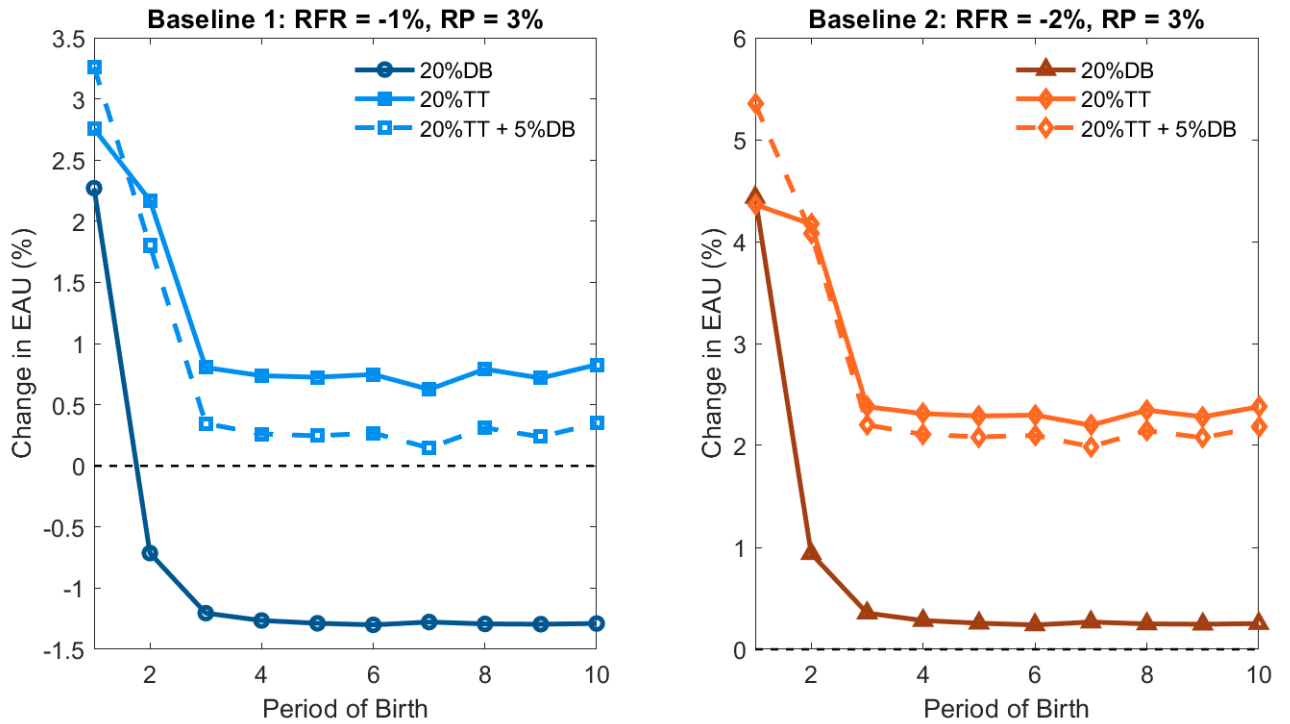 Baseline 1: RFR = -1%, RP = 3%
3.5
3
2.5
2
1.5
1
0.5
0
-0.5
-1
-1.5
Change in EAU (%)
20%DB
20%TT
20%TT + 5%DB
2
4
6
8
10
Period of Birth
Baseline 2: RFR = -2%, RP = 3%
6
5
4
3
2
1
0
Change in EAU (%)
20%DB
20%TT
20%TT + 5%DB
2
4
6
8
10
Period of Birth